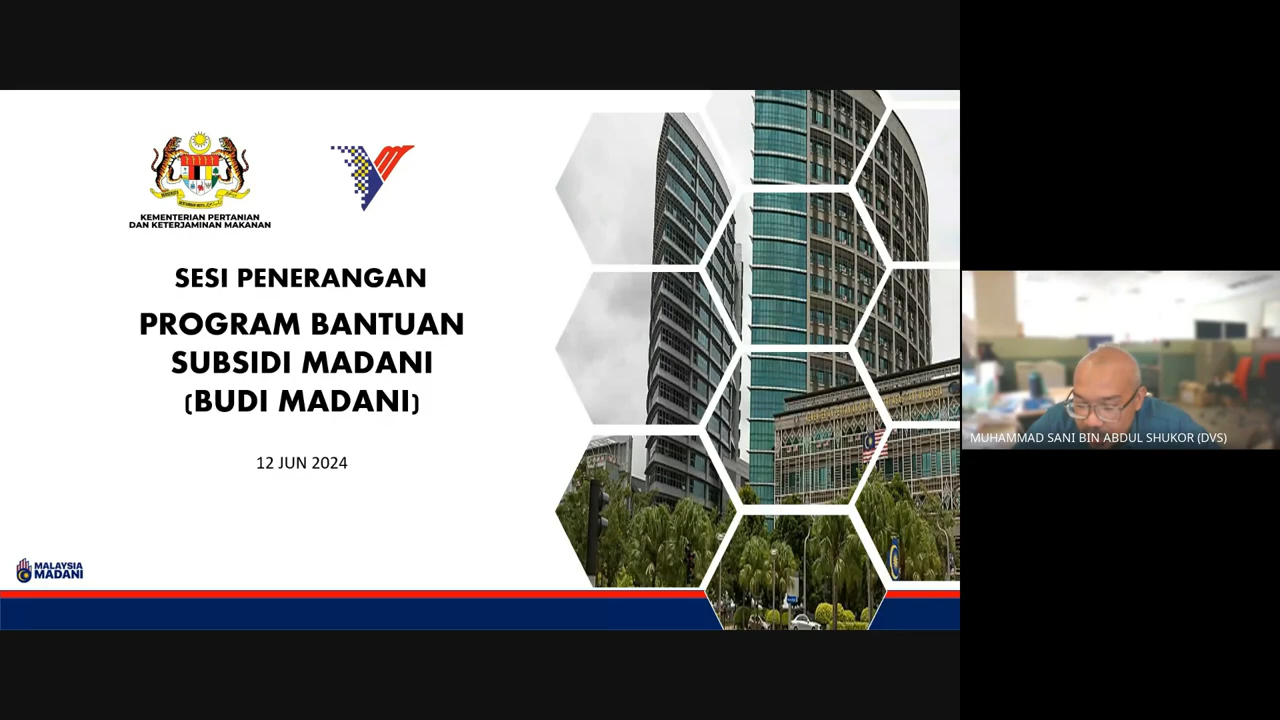 KEMENTERIAN PERTANIAN
DAN KETERJAMINAN MAKANAN
SESI PENERANGAN
PROGRAM BANTUAN
SUBSIDI MADANI
(BUDI MADANI)
12 JUN 2024
MALAYSIA
MADANI
MUHAMMAD SANI BIN ABDUL SHUKOR (DVS)